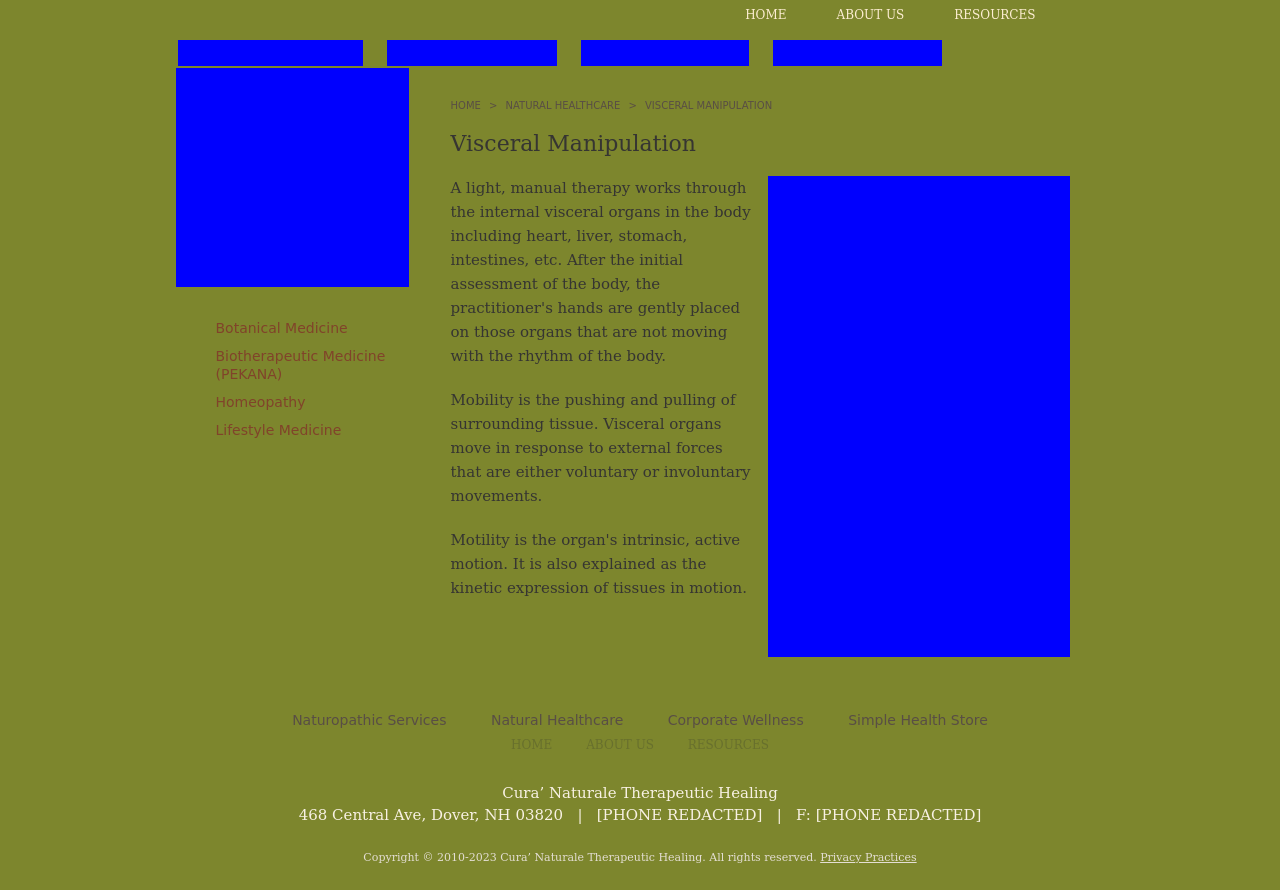 HOME ABOUT US RESOURCES
HOME > NATURAL HEALTHCARE > VISCERAL MANIPULATION
Visceral Manipulation
A light, manual therapy works through
the internal visceral organs in the body
including heart, liver, stomach,
intestines, etc. After the initial
assessment of the body, the
practitioner's hands are gently placed
on those organs that are not moving
with the rhythm of the body.
Mobility is the pushing and pulling of
surrounding tissue. Visceral organs
move in response to external forces
that are either voluntary or involuntary
movements.
Motility is the organ's intrinsic, active
motion. It is also explained as the
kinetic expression of tissues in motion.
Botanical Medicine
Biotherapeutic Medicine
(PEKANA)
Homeopathy
Lifestyle Medicine
Naturopathic Services Natural Healthcare Corporate Wellness Simple Health Store
HOME ABOUT US RESOURCES
Cura’ Naturale Therapeutic Healing
468 Central Ave, Dover, NH 03820 | [PHONE REDACTED] | F: [PHONE REDACTED]
Copyright © 2010-2023 Cura’ Naturale Therapeutic Healing. All rights reserved. Privacy Practices